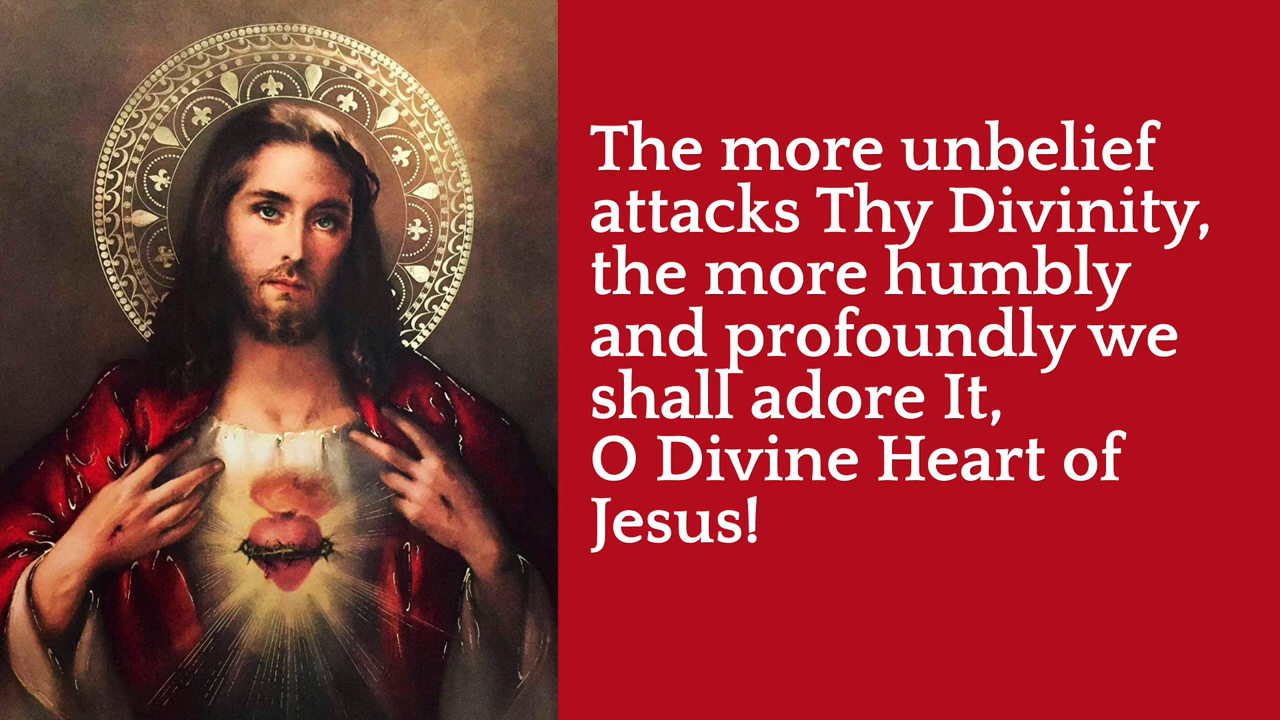 The more unbelief
attacks Thy Divinity,
the more humbly
and profoundly we
shall adore It,
O Divine Heart of
Jesus!